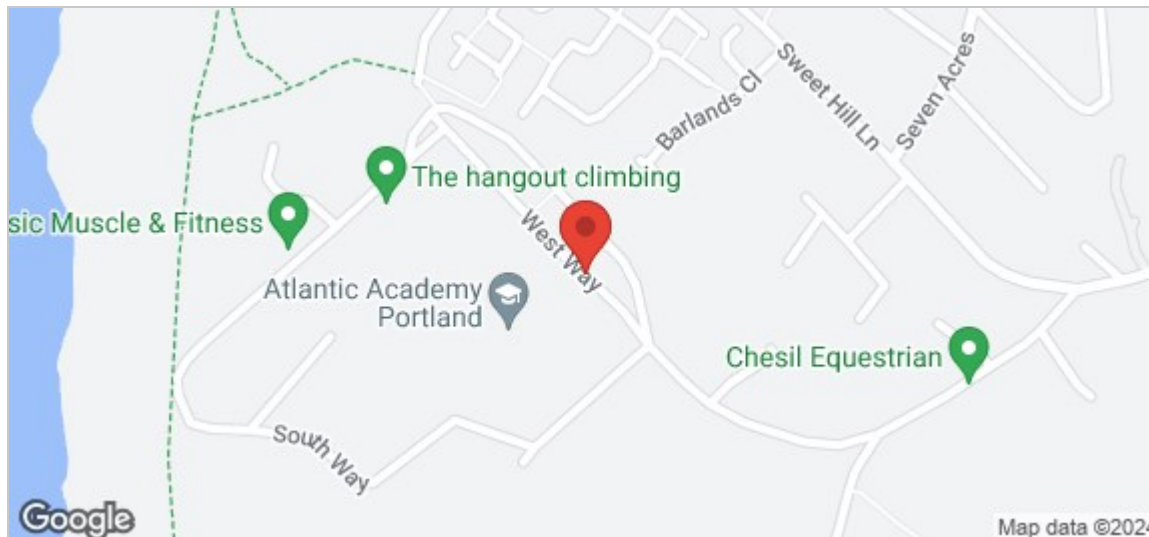 Sweet Hill Ln
Seven Acres
Barlands Cl
The hangout climbing
sic Muscle & Fitness
West Way
Atlantic Academy
Portland
Chesil Equestrian
South Way
Google
Map data ©2024